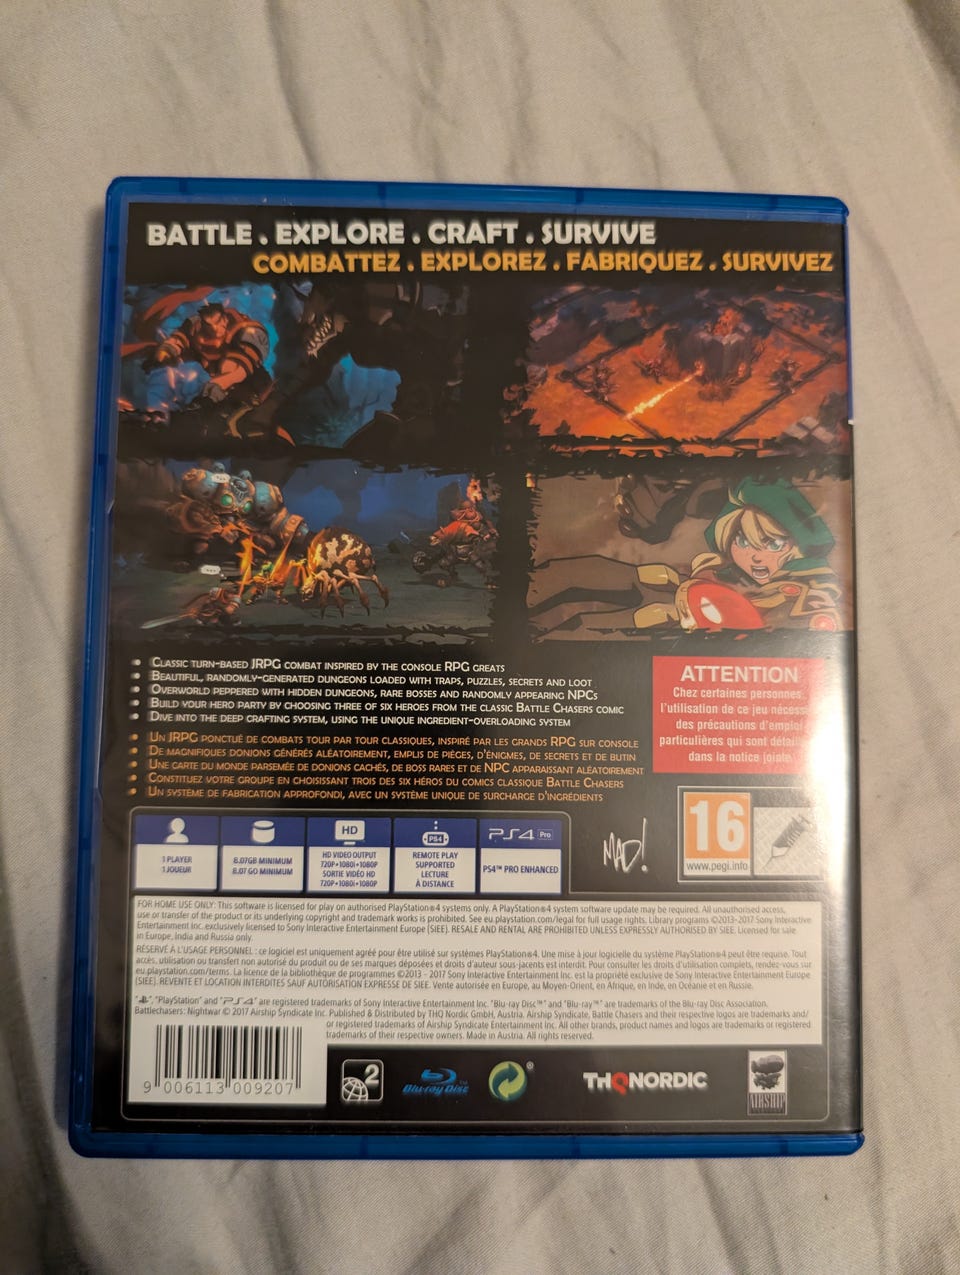 BATTLE . EXPLORE . CRAFT . SURVIVE
COMBATTEZ . EXPLOREZ . FABRIQUEZ . SURVIVEZ
• CLASSIC TURN-BASED JRPG COMBAT INSPIRED BY THE CONSOLE RPG GREATS
• BEAUTIFUL, RANDOMLY-GENERATED DUNGEONS LOADED WITH TRAPS, PUZZLES, SECRETS AND LOOT
• OVERWORLD PEPPERED WITH HIDDEN DUNGEONS, RARE BOSSES AND RANDOMLY APPEARING NPCS
• BUILD YOUR HERO PARTY BY CHOOSING THREE OF SIX HEROES FROM THE CLASSIC BATTLE CHASERS COMIC
• DIVE INTO THE DEEP CRAFTING SYSTEM, USING THE UNIQUE INGREDIENT-OVERLOADING SYSTEM
• UN JRPG PONCTUÉ DE COMBATS TOUR PAR TOUR CLASSIQUES, INSPIRÉ PAR LES GRANDS RPG SUR CONSOLE
• DE MAGNIFIQUES DONJONS GÉNÉRÉS ALÉATOIREMENT, EMPLIS DE PIÈGES, D'ÉNIGMES, DE SECRETS ET DE BUTIN
• UNE CARTE DU MONDE PARSEMÉE DE DONJONS CACHÉS, DE BOSS RARES ET DE NPC APPARAISSANT ALÉATOIREMENT
• CONSTITUEZ VOTRE GROUPE EN CHOISISSANT TROIS DES SIX HÉROS DU COMICS CLASSIQUE BATTLE CHASERS
• UN SYSTÈME DE FABRICATION APPROFONDI, AVEC UN SYSTÈME UNIQUE DE SURCHARGE D'INGRÉDIENTS
ATTENTION
Chez certaines personnes,
l'utilisation de ce jeu nécess
des précautions d'emploi
particulières qui sont détail
dans la notice jointe
1 PLAYER
1 JOUEUR
8.07GB MINIMUM
8.07 GO MINIMUM
HD
HD VIDEO OUTPUT
720P•1080i•1080P
SORTIE VIDÉO HD
720P•1080i•1080P
PS4
REMOTE PLAY
SUPPORTED
LECTURE
À DISTANCE
PS4 Pro
PS4™ PRO ENHANCED
MAD!
16
www.pegi.info
FOR HOME USE ONLY: This software is licensed for play on authorised PlayStation®4 systems only. A PlayStation®4 system software update may be required. All unauthorised access,
use or transfer of the product or its underlying copyright and trademark works is prohibited. See eu.playstation.com/legal for full usage rights. Library programs ©2013-2017 Sony Interactive
Entertainment Inc. exclusively licensed to Sony Interactive Entertainment Europe (SIEE). RESALE AND RENTAL ARE PROHIBITED UNLESS EXPRESSLY AUTHORISED BY SIEE. Licensed for sale
in Europe, India and Russia only.
RÉSERVÉ À L'USAGE PERSONNEL : ce logiciel est uniquement agréé pour être utilisé sur systèmes PlayStation®4. Une mise à jour logicielle du système PlayStation®4 peut être requise. Tout
accès, utilisation ou transfert non autorisé du produit ou de ses marques déposées et droits d'auteur sous-jacents est interdit. Pour consulter les droits d'utilisation complets, rendez-vous sur
eu.playstation.com/terms. La licence de la bibliothèque de programmes ©2013 - 2017 Sony Interactive Entertainment Inc. est la propriété exclusive de Sony Interactive Entertainment Europe
(SIEE). REVENTE ET LOCATION INTERDITES SAUF AUTORISATION EXPRESSE DE SIEE. Vente autorisée en Europe, au Moyen-Orient, en Afrique, en Inde, en Océanie et en Russie.
"PlayStation" and "PS4" are registered trademarks of Sony Interactive Entertainment Inc. "Blu-ray Disc™" and "Blu-ray™" are trademarks of the Blu-ray Disc Association.
Battlechasers: Nightwar © 2017 Airship Syndicate Inc. Published & Distributed by THQ Nordic GmbH, Austria. Airship Syndicate, Battle Chasers and their respective logos are trademarks and/
or registered trademarks of Airship Syndicate Entertainment Inc. All other brands, product names and logos are trademarks or registered
trademarks of their respective owners. Made in Austria. All rights reserved.
9 006113 009207
2
Blu-ray Disc™
®
THQ NORDIC
AIRSHIP